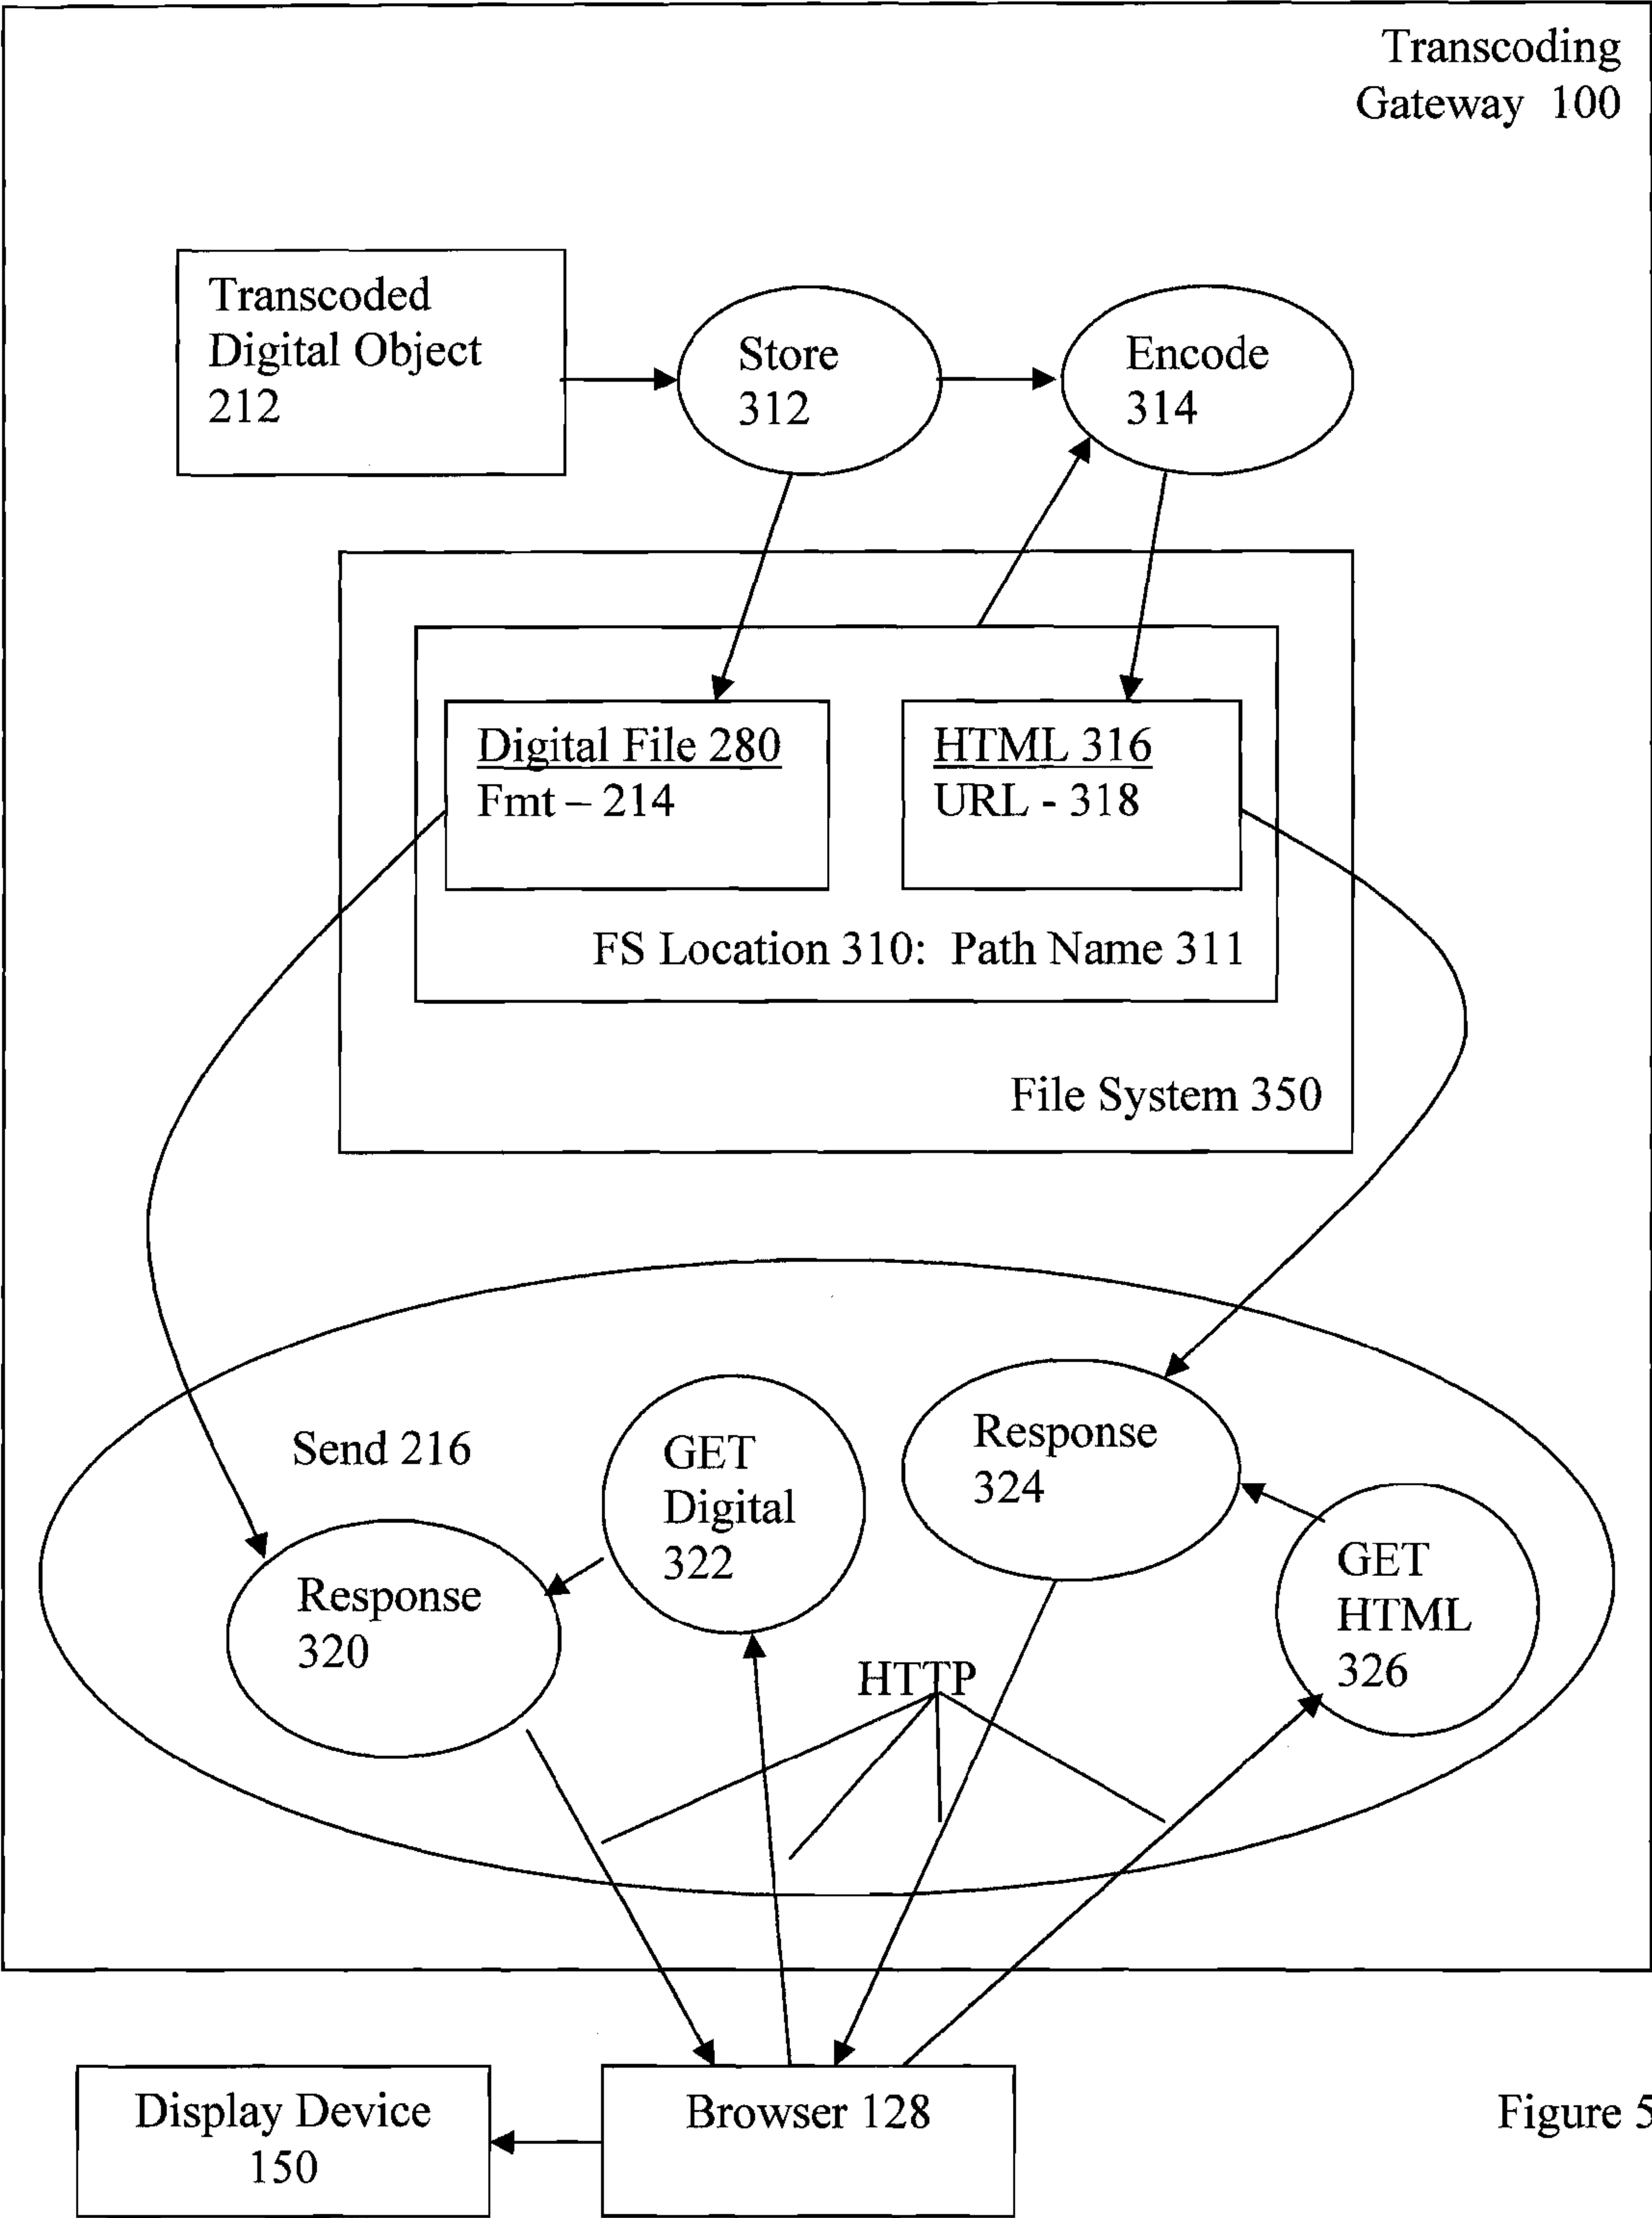 Transcoding
Gateway 100
Transcoded
Digital Object
212
Store
312
Encode
314
Digital File 280
Fmt – 214
HTML 316
URL - 318
FS Location 310: Path Name 311
File System 350
Send 216
GET
Digital
322
Response
324
Response
320
GET
HTML
326
HTTP
Display Device
150
Browser 128
Figure 5